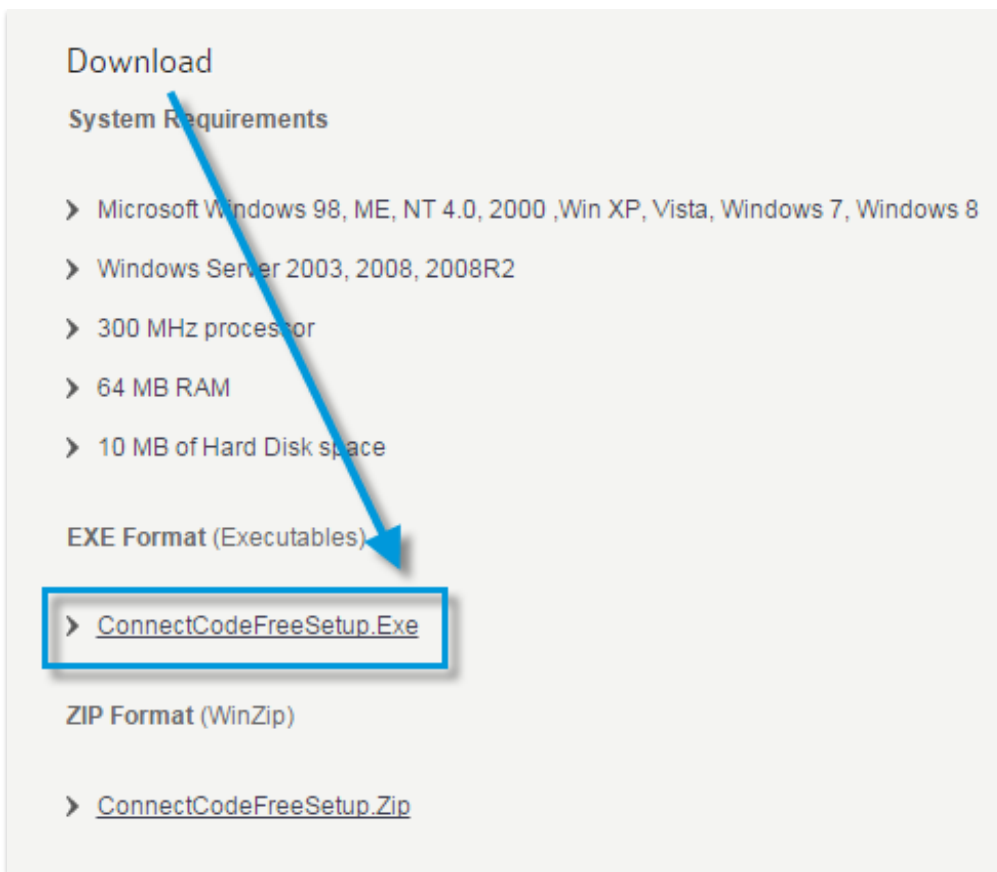 Download
System Requirements
Microsoft Windows 98, ME, NT 4.0, 2000 ,Win XP, Vista, Windows 7, Windows 8
Windows Server 2003, 2008, 2008R2
300 MHz processor
64 MB RAM
10 MB of Hard Disk space
EXE Format (Executables)
ConnectCodeFreeSetup.Exe
ZIP Format (WinZip)
ConnectCodeFreeSetup.Zip